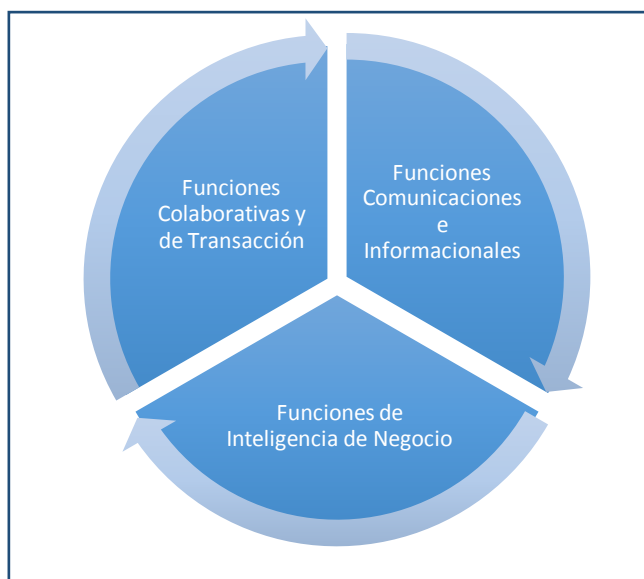 Funciones
Colaborativas y
de Transacción
Funciones
Comunicaciones
e
Informacionales
Funciones de
Inteligencia de Negocio